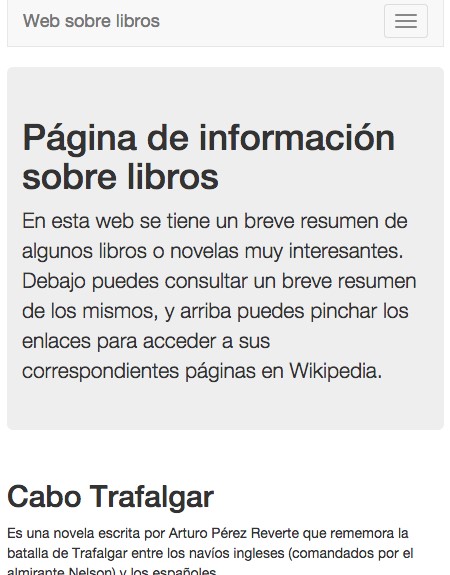 Web sobre libros
Página de información
sobre libros
En esta web se tiene un breve resumen de
algunos libros o novelas muy interesantes.
Debajo puedes consultar un breve resumen
de los mismos, y arriba puedes pinchar los
enlaces para acceder a sus
correspondientes páginas en Wikipedia.
Cabo Trafalgar
Es una novela escrita por Arturo Pérez Reverte que rememora la
batalla de Trafalgar entre los navíos ingleses (comandados por el
almirante Nelson) y los españoles